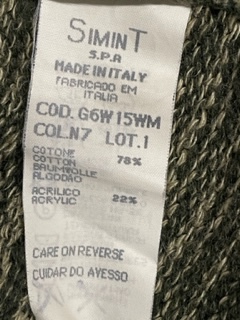 SIMINT
S.P.A
MADE IN ITALY
FABRICADO EM
ITALIA
COD. G6W15WM
COL.N7 LOT.1
COTONE 78%
COTTON
BAUMWOLLE
ALGODÃO
ACRILICO 22%
ACRYLIC
CARE ON REVERSE
CUIDAR DO AVESSO